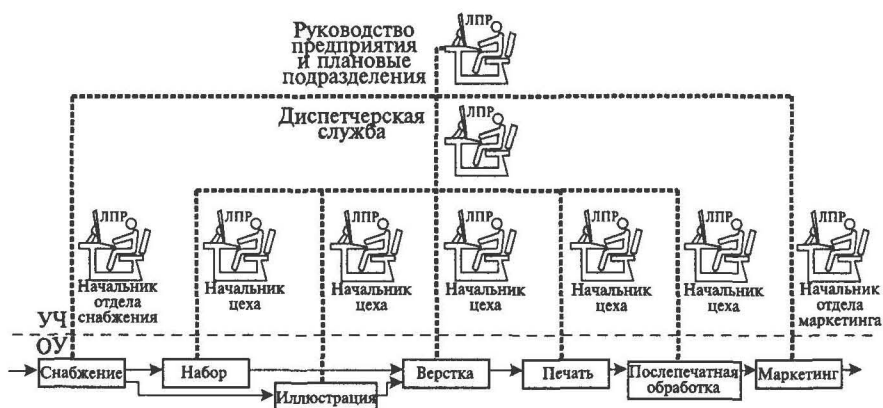 ЛПР
Руководство
предприятия
и плановые
подразделения
ЛПР
Диспетчерская
служба
ЛПР
ЛПР
ЛПР
ЛПР
ЛПР
ЛПР
ЛПР
Начальник
отдела
снабжения
Начальник
цеха
Начальник
цеха
Начальник
цеха
Начальник
цеха
Начальник
цеха
Начальник
отдела
маркетинга
УЧ
ОУ
Снабжение
Набор
Иллюстрация
Верстка
Печать
Послепечатная
обработка
Маркетинг